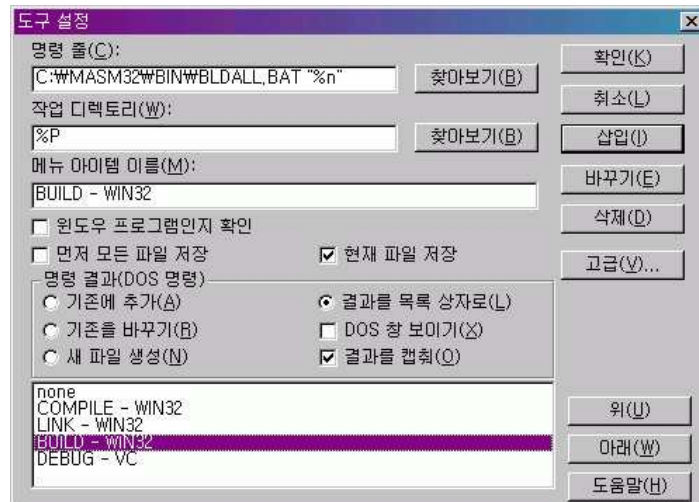 도구 설정
명령 줄(C):
C:₩MASM32₩BIN₩BLDALL.BAT "%n"
찾아보기(B)
작업 디렉토리(W):
%P
찾아보기(B)
메뉴 아이템 이름(M):
BUILD - WIN32
윈도우 프로그램인지 확인
먼저 모든 파일 저장
현재 파일 저장
명령 결과(DOS 명령)
기존에 추가(A)
결과를 목록 상자로(L)
기존을 바꾸기(R)
DOS 창 보이기(X)
새 파일 생성(N)
결과를 캡춰(O)
none
COMPILE - WIN32
LINK - WIN32
BUILD - WIN32
DEBUG - VC
확인(K)
취소(L)
삽입(I)
바꾸기(E)
삭제(D)
고급(V)...
위(U)
아래(W)
도움말(H)